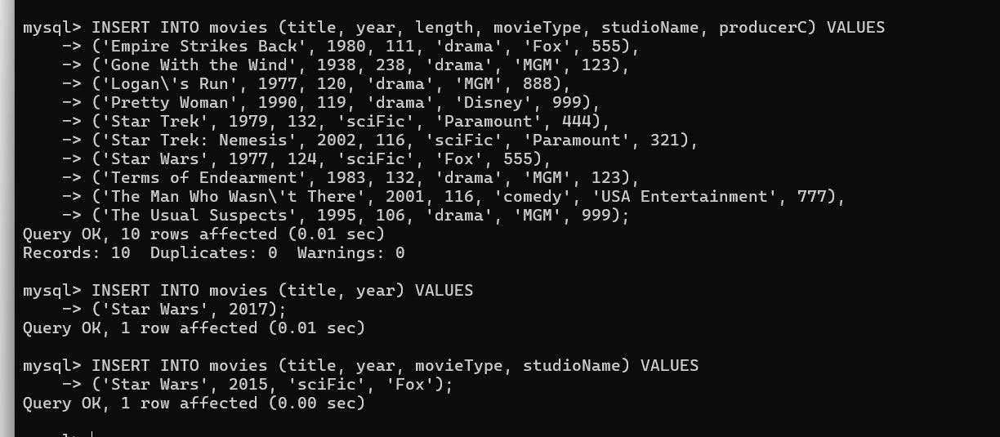 mysql> INSERT INTO movies (title, year, length, movieType, studioName, producerC) VALUES
    -> ('Empire Strikes Back', 1980, 111, 'drama', 'Fox', 555),
    -> ('Gone With the Wind', 1938, 238, 'drama', 'MGM', 123),
    -> ('Logan\'s Run', 1977, 120, 'drama', 'MGM', 888),
    -> ('Pretty Woman', 1990, 119, 'drama', 'Disney', 999),
    -> ('Star Trek', 1979, 132, 'sciFic', 'Paramount', 444),
    -> ('Star Trek: Nemesis', 2002, 116, 'sciFic', 'Paramount', 321),
    -> ('Star Wars', 1977, 124, 'sciFic', 'Fox', 555),
    -> ('Terms of Endearment', 1983, 132, 'drama', 'MGM', 123),
    -> ('The Man Who Wasn\'t There', 2001, 116, 'comedy', 'USA Entertainment', 777),
    -> ('The Usual Suspects', 1995, 106, 'drama', 'MGM', 999);
Query OK, 10 rows affected (0.01 sec)
Records: 10  Duplicates: 0  Warnings: 0
mysql> INSERT INTO movies (title, year) VALUES
    -> ('Star Wars', 2017);
Query OK, 1 row affected (0.01 sec)
mysql> INSERT INTO movies (title, year, movieType, studioName) VALUES
    -> ('Star Wars', 2015, 'sciFic', 'Fox');
Query OK, 1 row affected (0.00 sec)